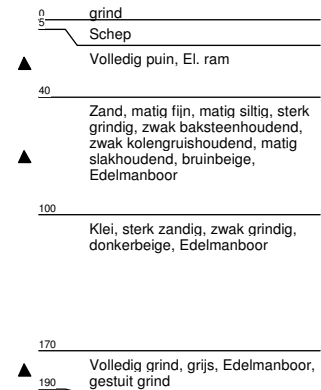 0 grind
5
Schep
Volledig puin, El. ram
40
Zand, matig fijn, matig siltig, sterk
grindig, zwak baksteenhoudend,
zwak kolengruishoudend, matig
slakhoudend, bruinbeige,
Edelmanboor
100
Klei, sterk zandig, zwak grindig,
donkerbeige, Edelmanboor
170
Volledig grind, grijs, Edelmanboor,
gestuit grind
190